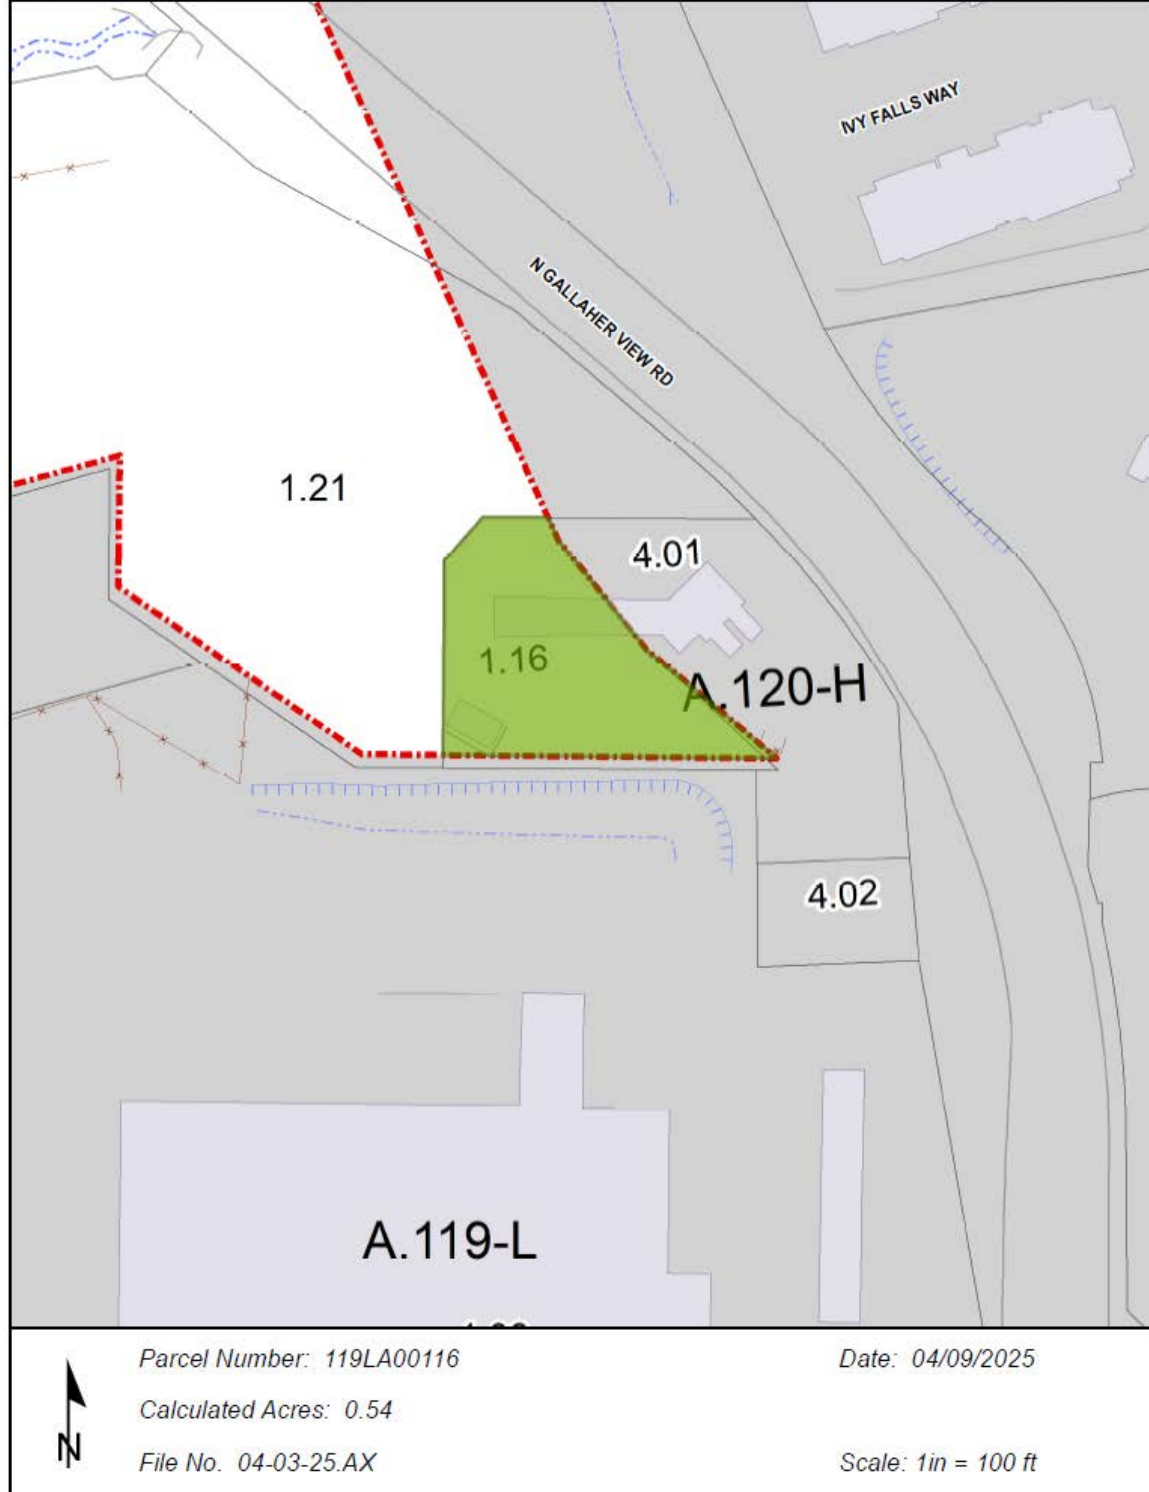 IVY FALLS WAY
N GALLAHER VIEW RD
1.21
4.01
1.16
A.120-H
4.02
A.119-L
N
Parcel Number: 119LA00116
Date: 04/09/2025
Calculated Acres: 0.54
File No. 04-03-25.AX
Scale: 1in = 100 ft